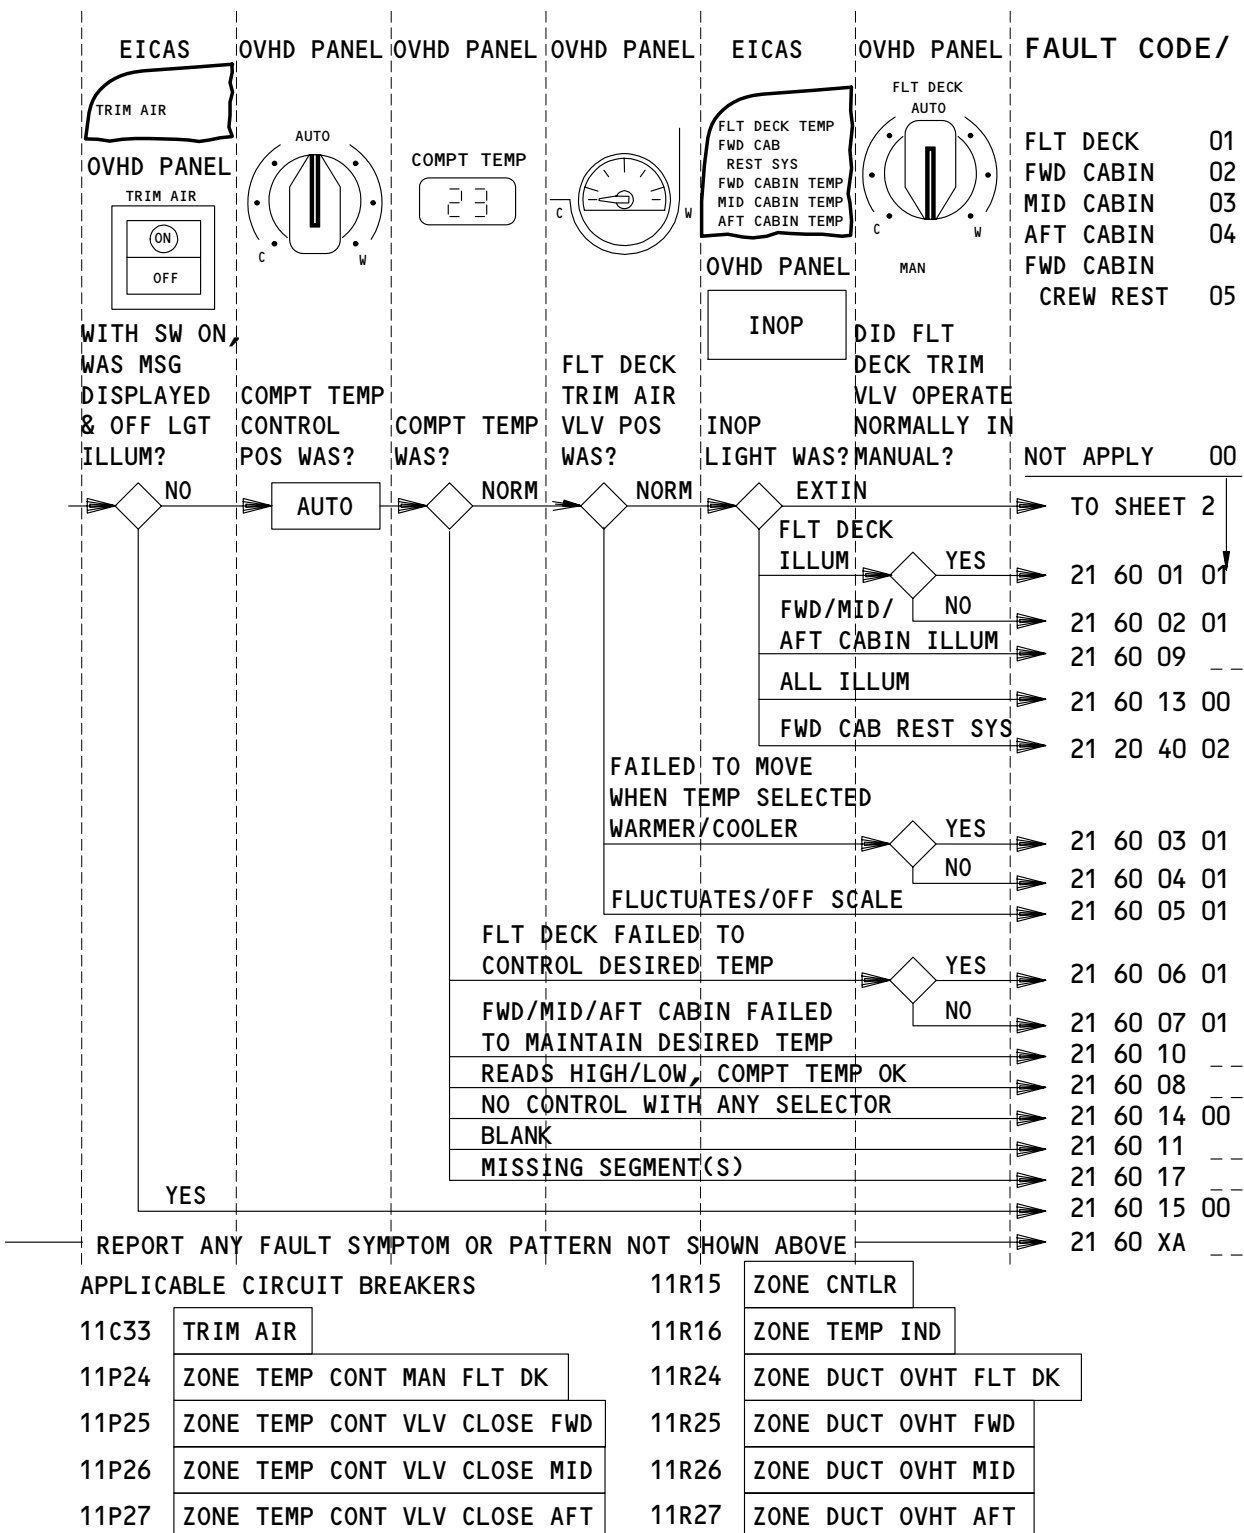 EICAS
OVHD PANEL
OVHD PANEL
OVHD PANEL
EICAS
OVHD PANEL
FAULT CODE/
TRIM AIR
OVHD PANEL
TRIM AIR
ON
OFF
AUTO
C
W
COMPT TEMP
23
C
W
FLT DECK TEMP
FWD CAB
REST SYS
FWD CABIN TEMP
MID CABIN TEMP
AFT CABIN TEMP
OVHD PANEL
INOP
FLT DECK
AUTO
C
W
MAN
FLT DECK 01
FWD CABIN 02
MID CABIN 03
AFT CABIN 04
FWD CABIN
CREW REST 05
WITH SW ON,
WAS MSG
DISPLAYED
& OFF LGT
ILLUM?
COMPT TEMP
CONTROL
POS WAS?
COMPT TEMP
WAS?
FLT DECK
TRIM AIR
VLV POS
WAS?
INOP
LIGHT WAS?
DID FLT
DECK TRIM
VLV OPERATE
NORMALLY IN
MANUAL?
NOT APPLY 00
NO
AUTO
NORM
NORM
EXTIN
TO SHEET 2
FLT DECK
ILLUM
YES
21 60 01 01
NO
21 60 02 01
FWD/MID/
AFT CABIN ILLUM
21 60 09 _ _
ALL ILLUM
21 60 13 00
FWD CAB REST SYS
21 20 40 02
FAILED TO MOVE
WHEN TEMP SELECTED
WARMER/COOLER
YES
21 60 03 01
NO
21 60 04 01
FLUCTUATES/OFF SCALE
21 60 05 01
FLT DECK FAILED TO
CONTROL DESIRED TEMP
YES
21 60 06 01
NO
21 60 07 01
FWD/MID/AFT CABIN FAILED
TO MAINTAIN DESIRED TEMP
21 60 10 _ _
READS HIGH/LOW, COMPT TEMP OK
21 60 08 _ _
NO CONTROL WITH ANY SELECTOR
21 60 14 00
BLANK
21 60 11 _ _
MISSING SEGMENT(S)
21 60 17 _ _
YES
21 60 15 00
REPORT ANY FAULT SYMPTOM OR PATTERN NOT SHOWN ABOVE
21 60 XA _ _
APPLICABLE CIRCUIT BREAKERS
11C33 TRIM AIR
11P24 ZONE TEMP CONT MAN FLT DK
11P25 ZONE TEMP CONT VLV CLOSE FWD
11P26 ZONE TEMP CONT VLV CLOSE MID
11P27 ZONE TEMP CONT VLV CLOSE AFT
11R15 ZONE CNTLR
11R16 ZONE TEMP IND
11R24 ZONE DUCT OVHT FLT DK
11R25 ZONE DUCT OVHT FWD
11R26 ZONE DUCT OVHT MID
11R27 ZONE DUCT OVHT AFT